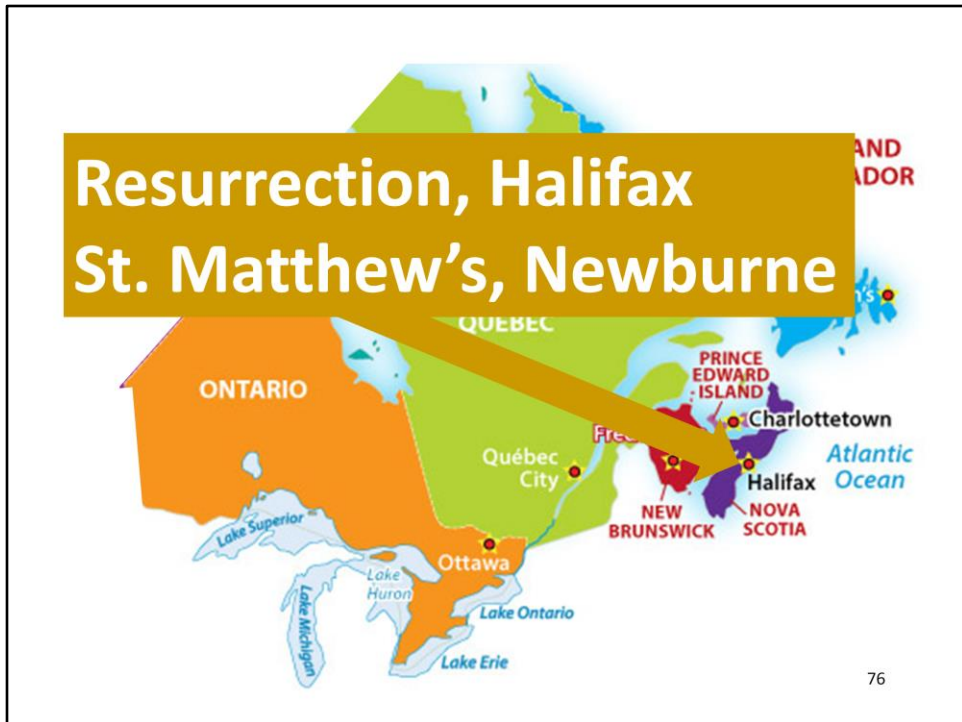 Resurrection, Halifax
St. Matthew’s, Newburne
AND
ADOR
QUEBEC
ONTARIO
PRINCE
EDWARD
ISLAND
Charlottetown
Québec
City
Halifax
Atlantic
Ocean
NEW
BRUNSWICK
NOVA
SCOTIA
Lake Superior
Ottawa
Lake
Huron
Lake Michigan
Lake Ontario
Lake Erie
76